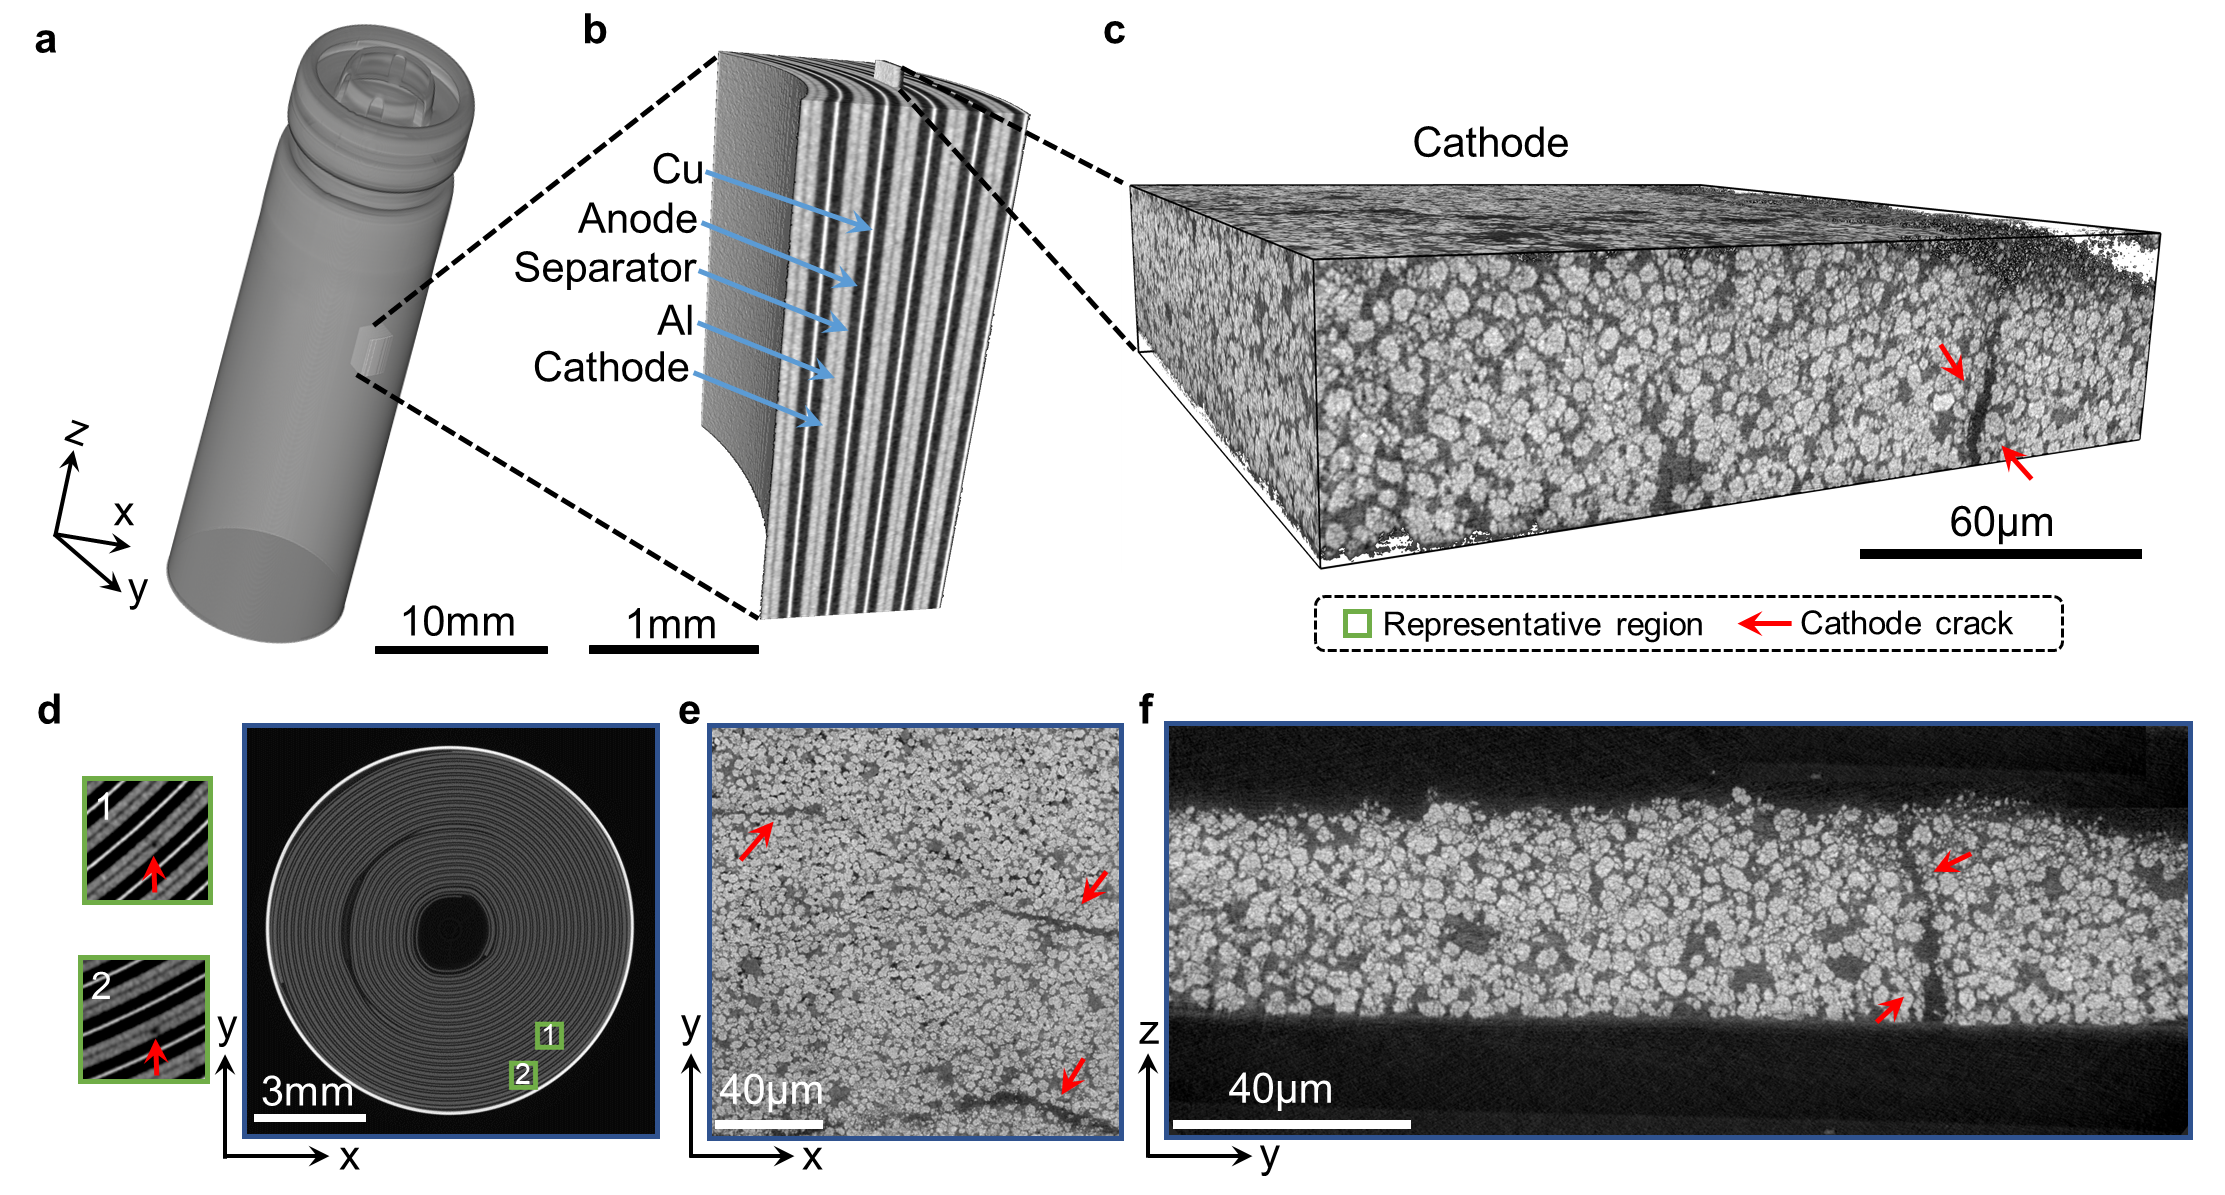 a
b
c
Cathode
Cu
Anode
Separator
Al
Cathode
z
x
y
10mm
1mm
60µm
Representative region
Cathode crack
d
e
f
1
2
1
2
3mm
y
x
40µm
y
x
40µm
z
y